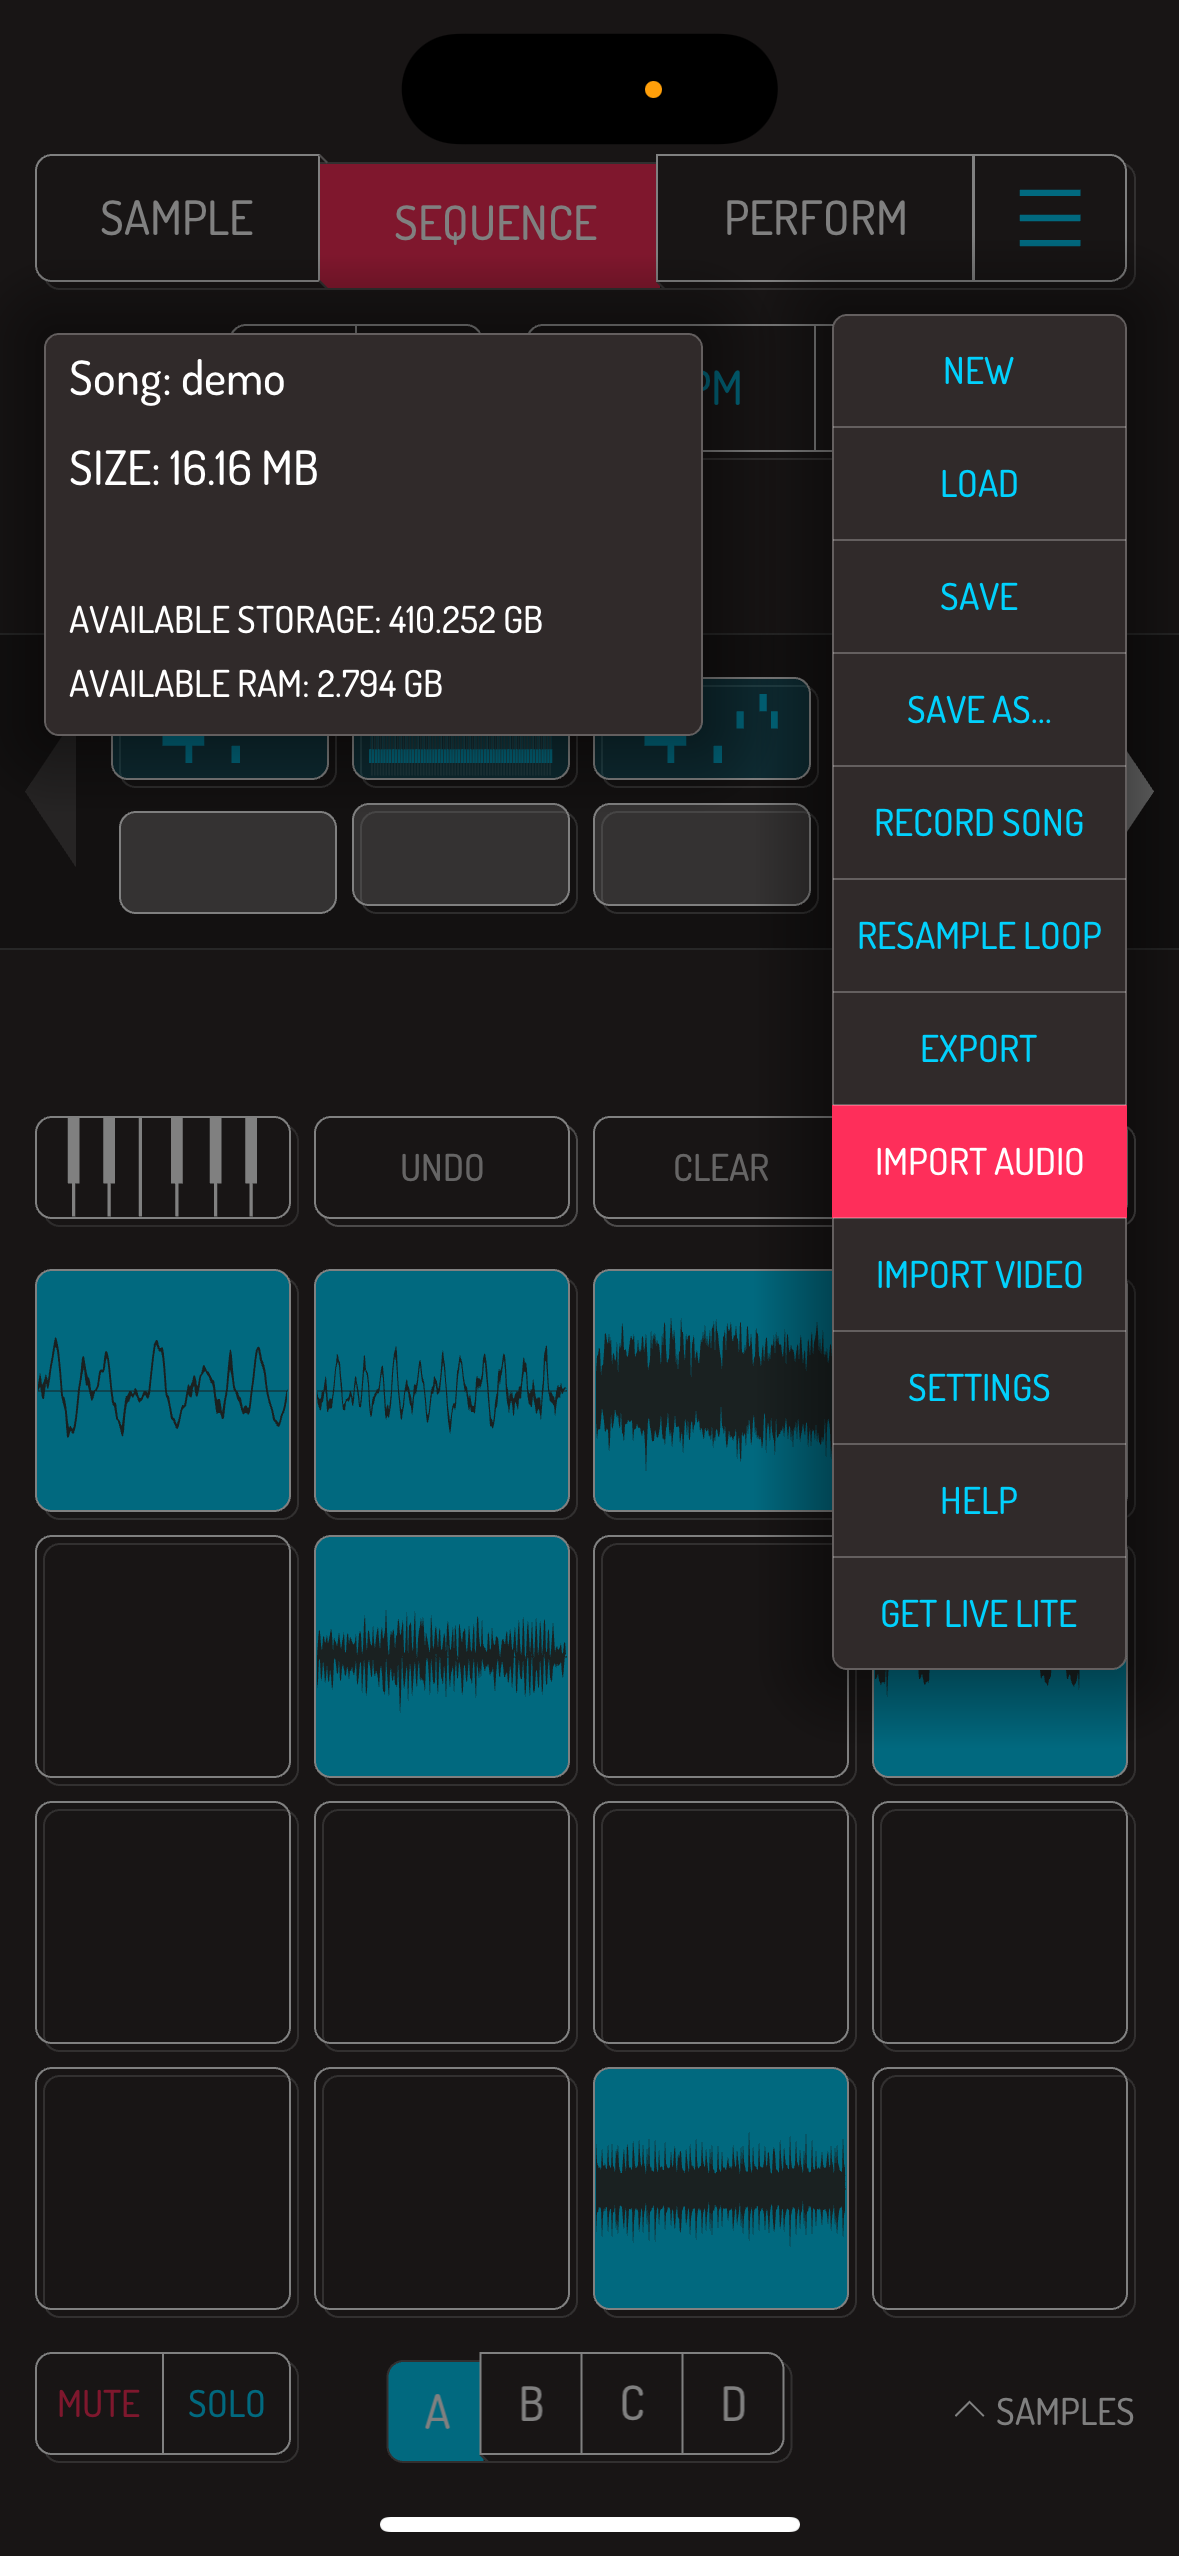 SAMPLE
SEQUENCE
PERFORM
Song: demo
SIZE: 16.16 MB
AVAILABLE STORAGE: 410.252 GB
AVAILABLE RAM: 2.794 GB
NEW
LOAD
SAVE
SAVE AS...
RECORD SONG
RESAMPLE LOOP
EXPORT
IMPORT AUDIO
IMPORT VIDEO
SETTINGS
HELP
GET LIVE LITE
UNDO
CLEAR
MUTE
SOLO
A
B
C
D
SAMPLES